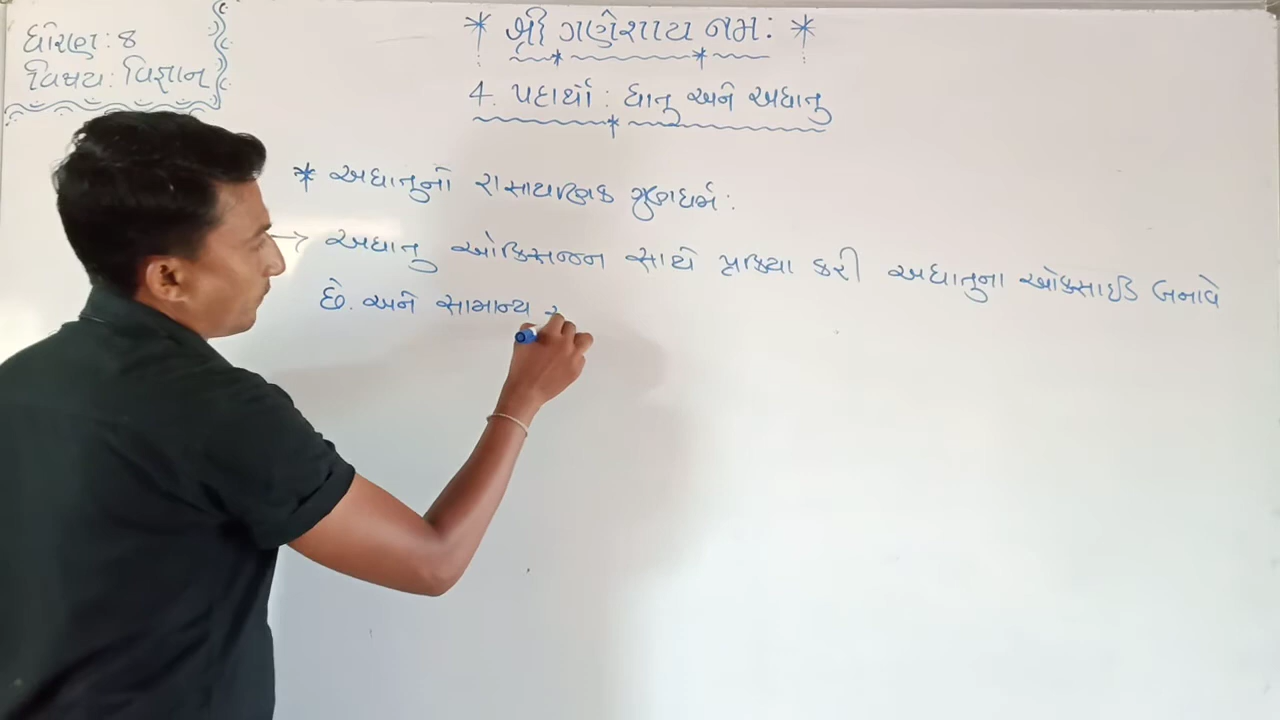 ધોરણ : ૪
વિષય : વિજ્ઞાન
* શ્રી ગણેશાય નમઃ *
4. પદાર્થો : ધાતુ અને અધાતુ
* અધાતુનો રાસાયણિક ગુણધર્મ :
→ અધાતુ ઓક્સિજન સાથે પ્રક્રિયા કરી અધાતુના ઓક્સાઈડ બનાવે
છે. અને સામાન્ય